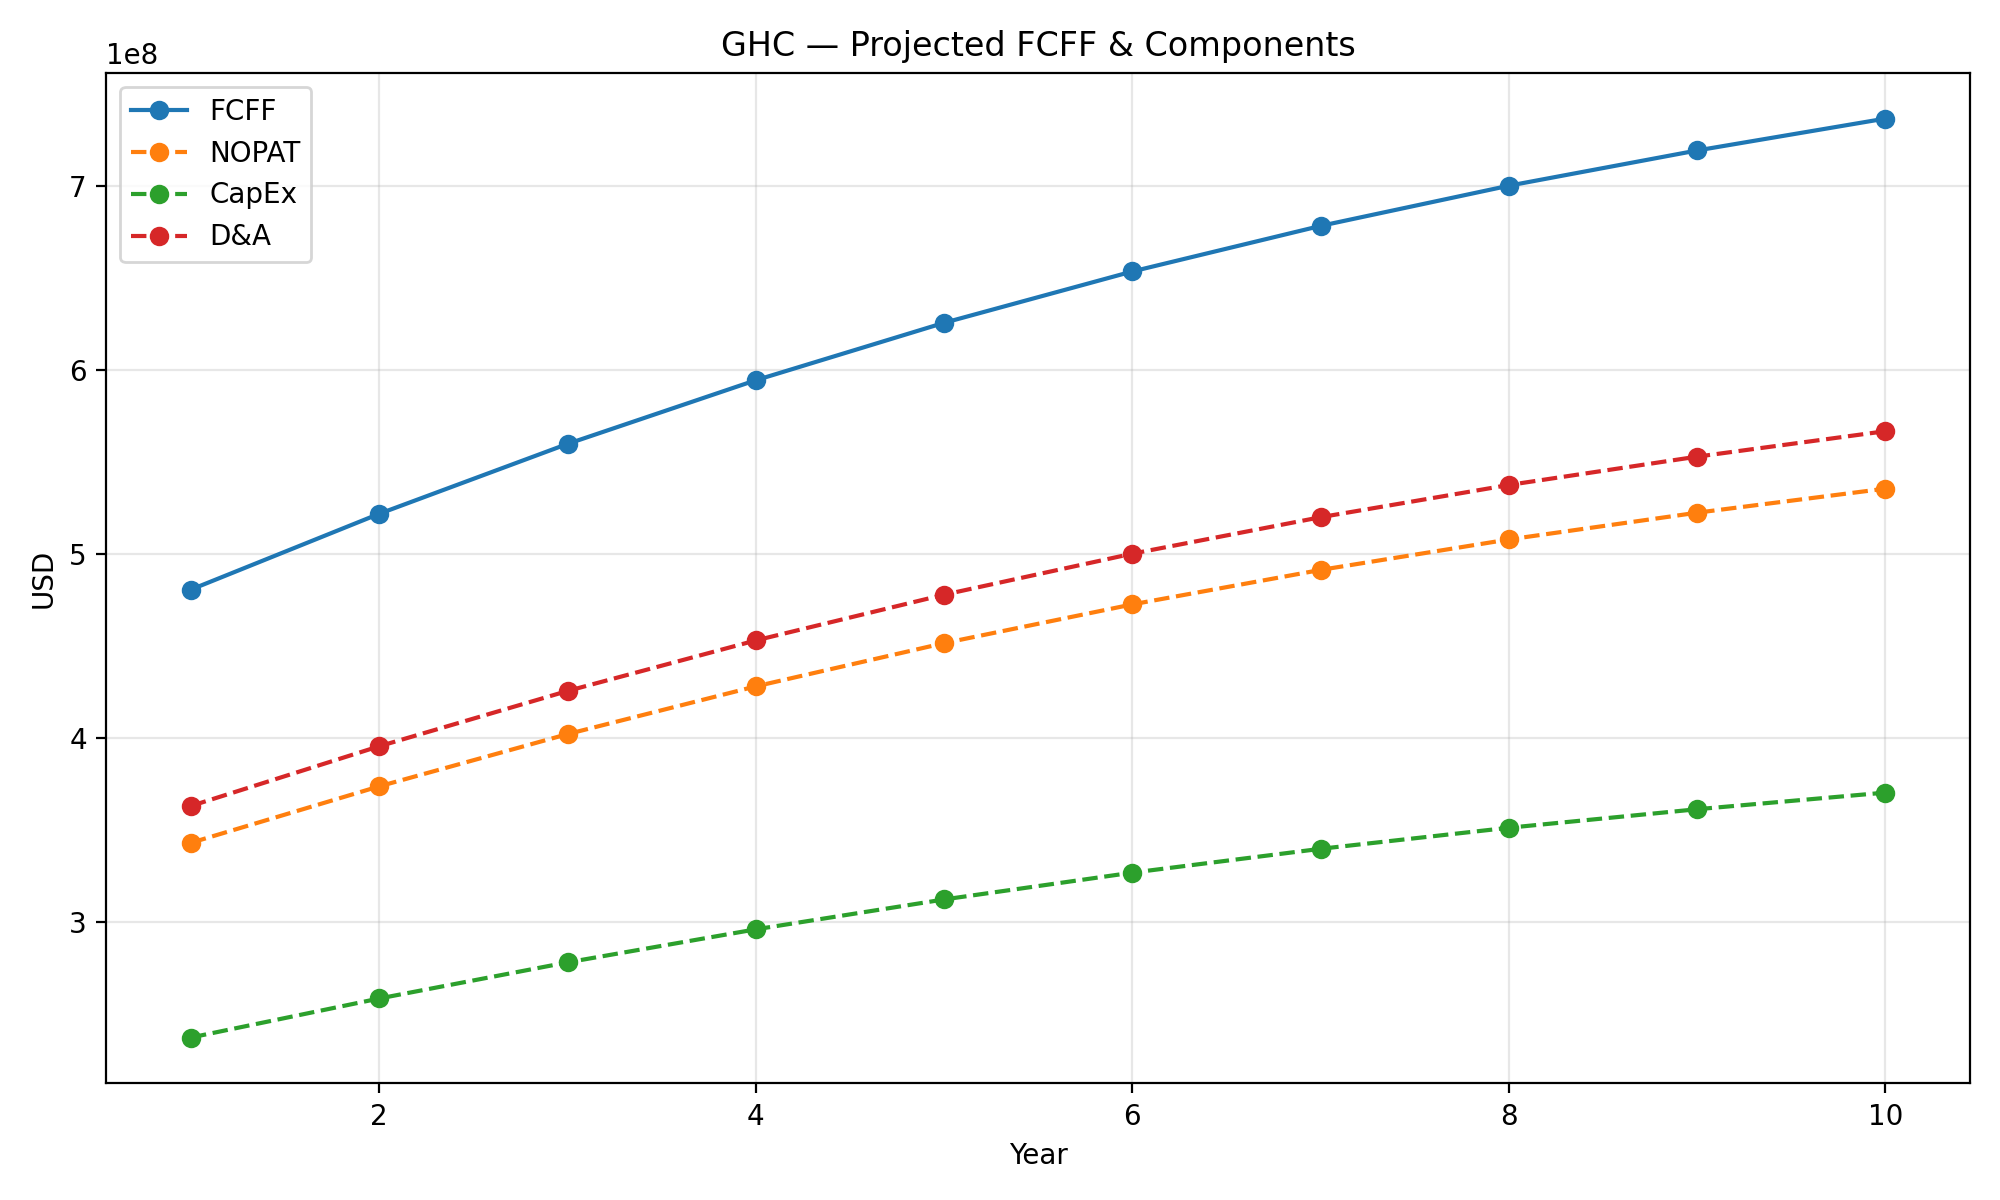 GHC — Projected FCFF & Components
1e8
FCFF
NOPAT
CapEx
D&A
7
6
5
4
3
USD
2 4 6 8 10
Year